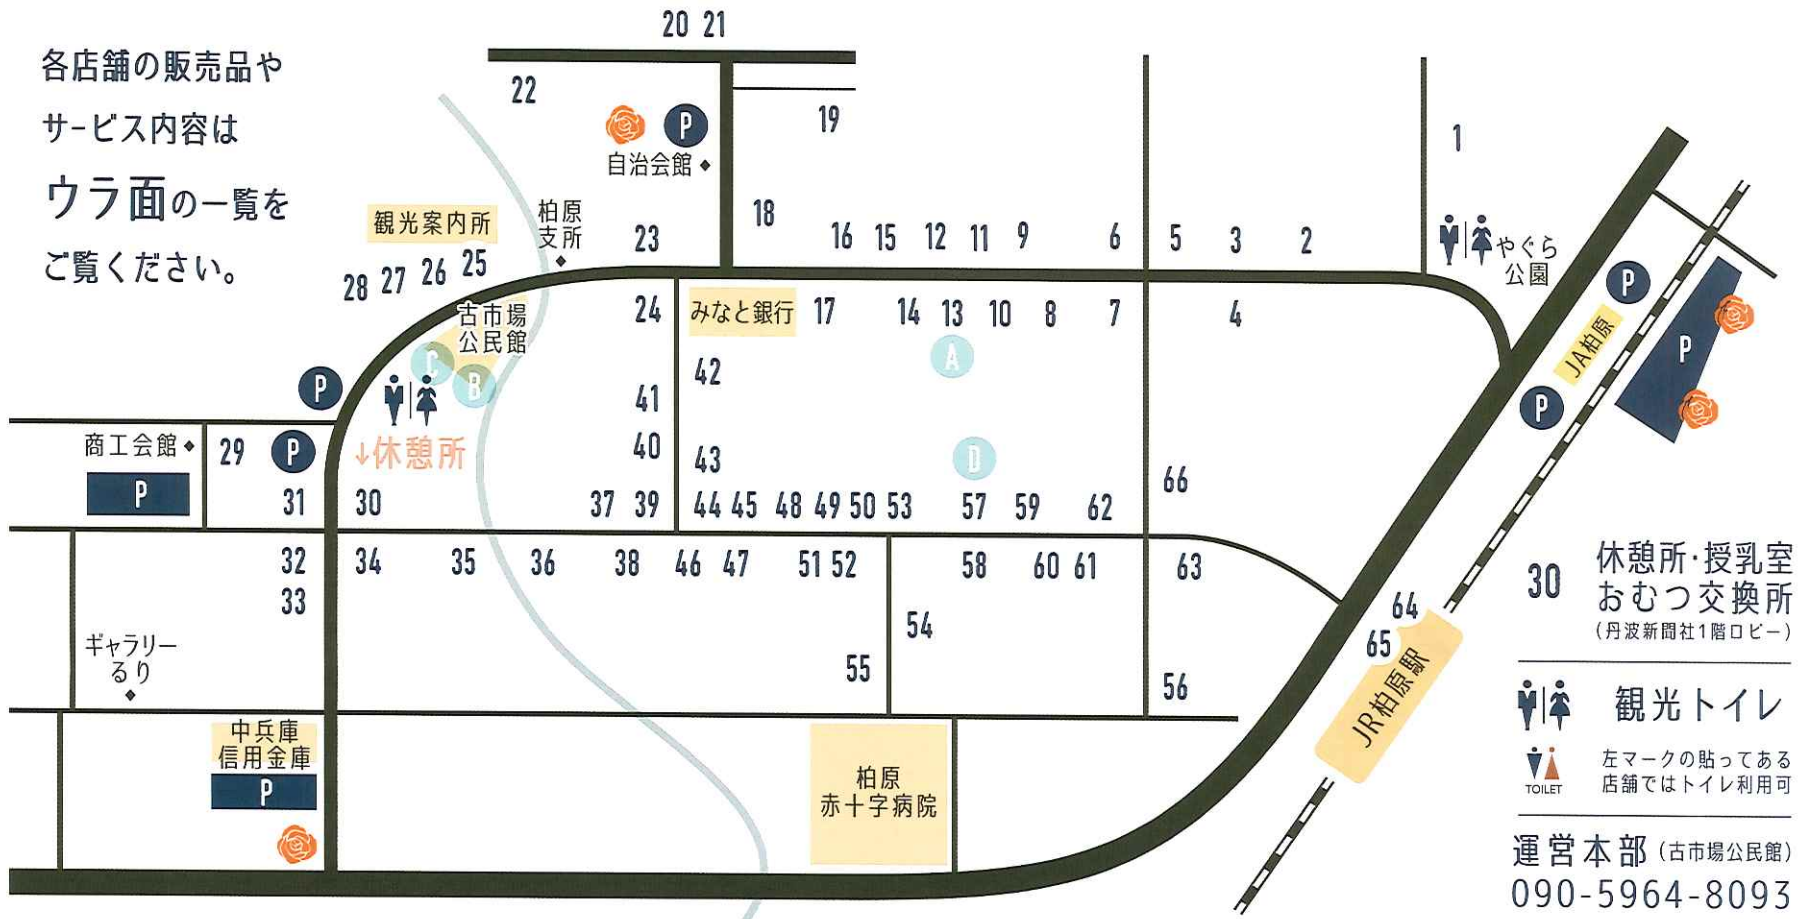 各店舗の販売品や
サービス内容は
ウラ面の一覧を
ご覧ください。
20 21
22
P
自治会館
19
1
18
観光案内所
柏原
支所
23
16 15 12 11 9 6 5 3 2
やぐら
公園
28 27 26 25
P
古市場
公民館
24
みなと銀行
17 14 13 10 8 7 4
JA柏原
P
P
C
B
A
42
41
P
↓休憩所
40
43
D
商工会館
P
29
P
31
30
37 39
44 45 48 49 50 53 57 59 62
66
32
33
34 35 36 38 46 47 51 52 58 60 61 63
54
55
56
64
65
JR柏原駅
ギャラリー
るり
中兵庫
信用金庫
P
柏原
赤十字病院
30
休憩所・授乳室
おむつ交換所
(丹波新聞社1階ロビー)
観光トイレ
TOILET
左マークの貼ってある
店舗ではトイレ利用可
運営本部(古市場公民館)
090-5964-8093